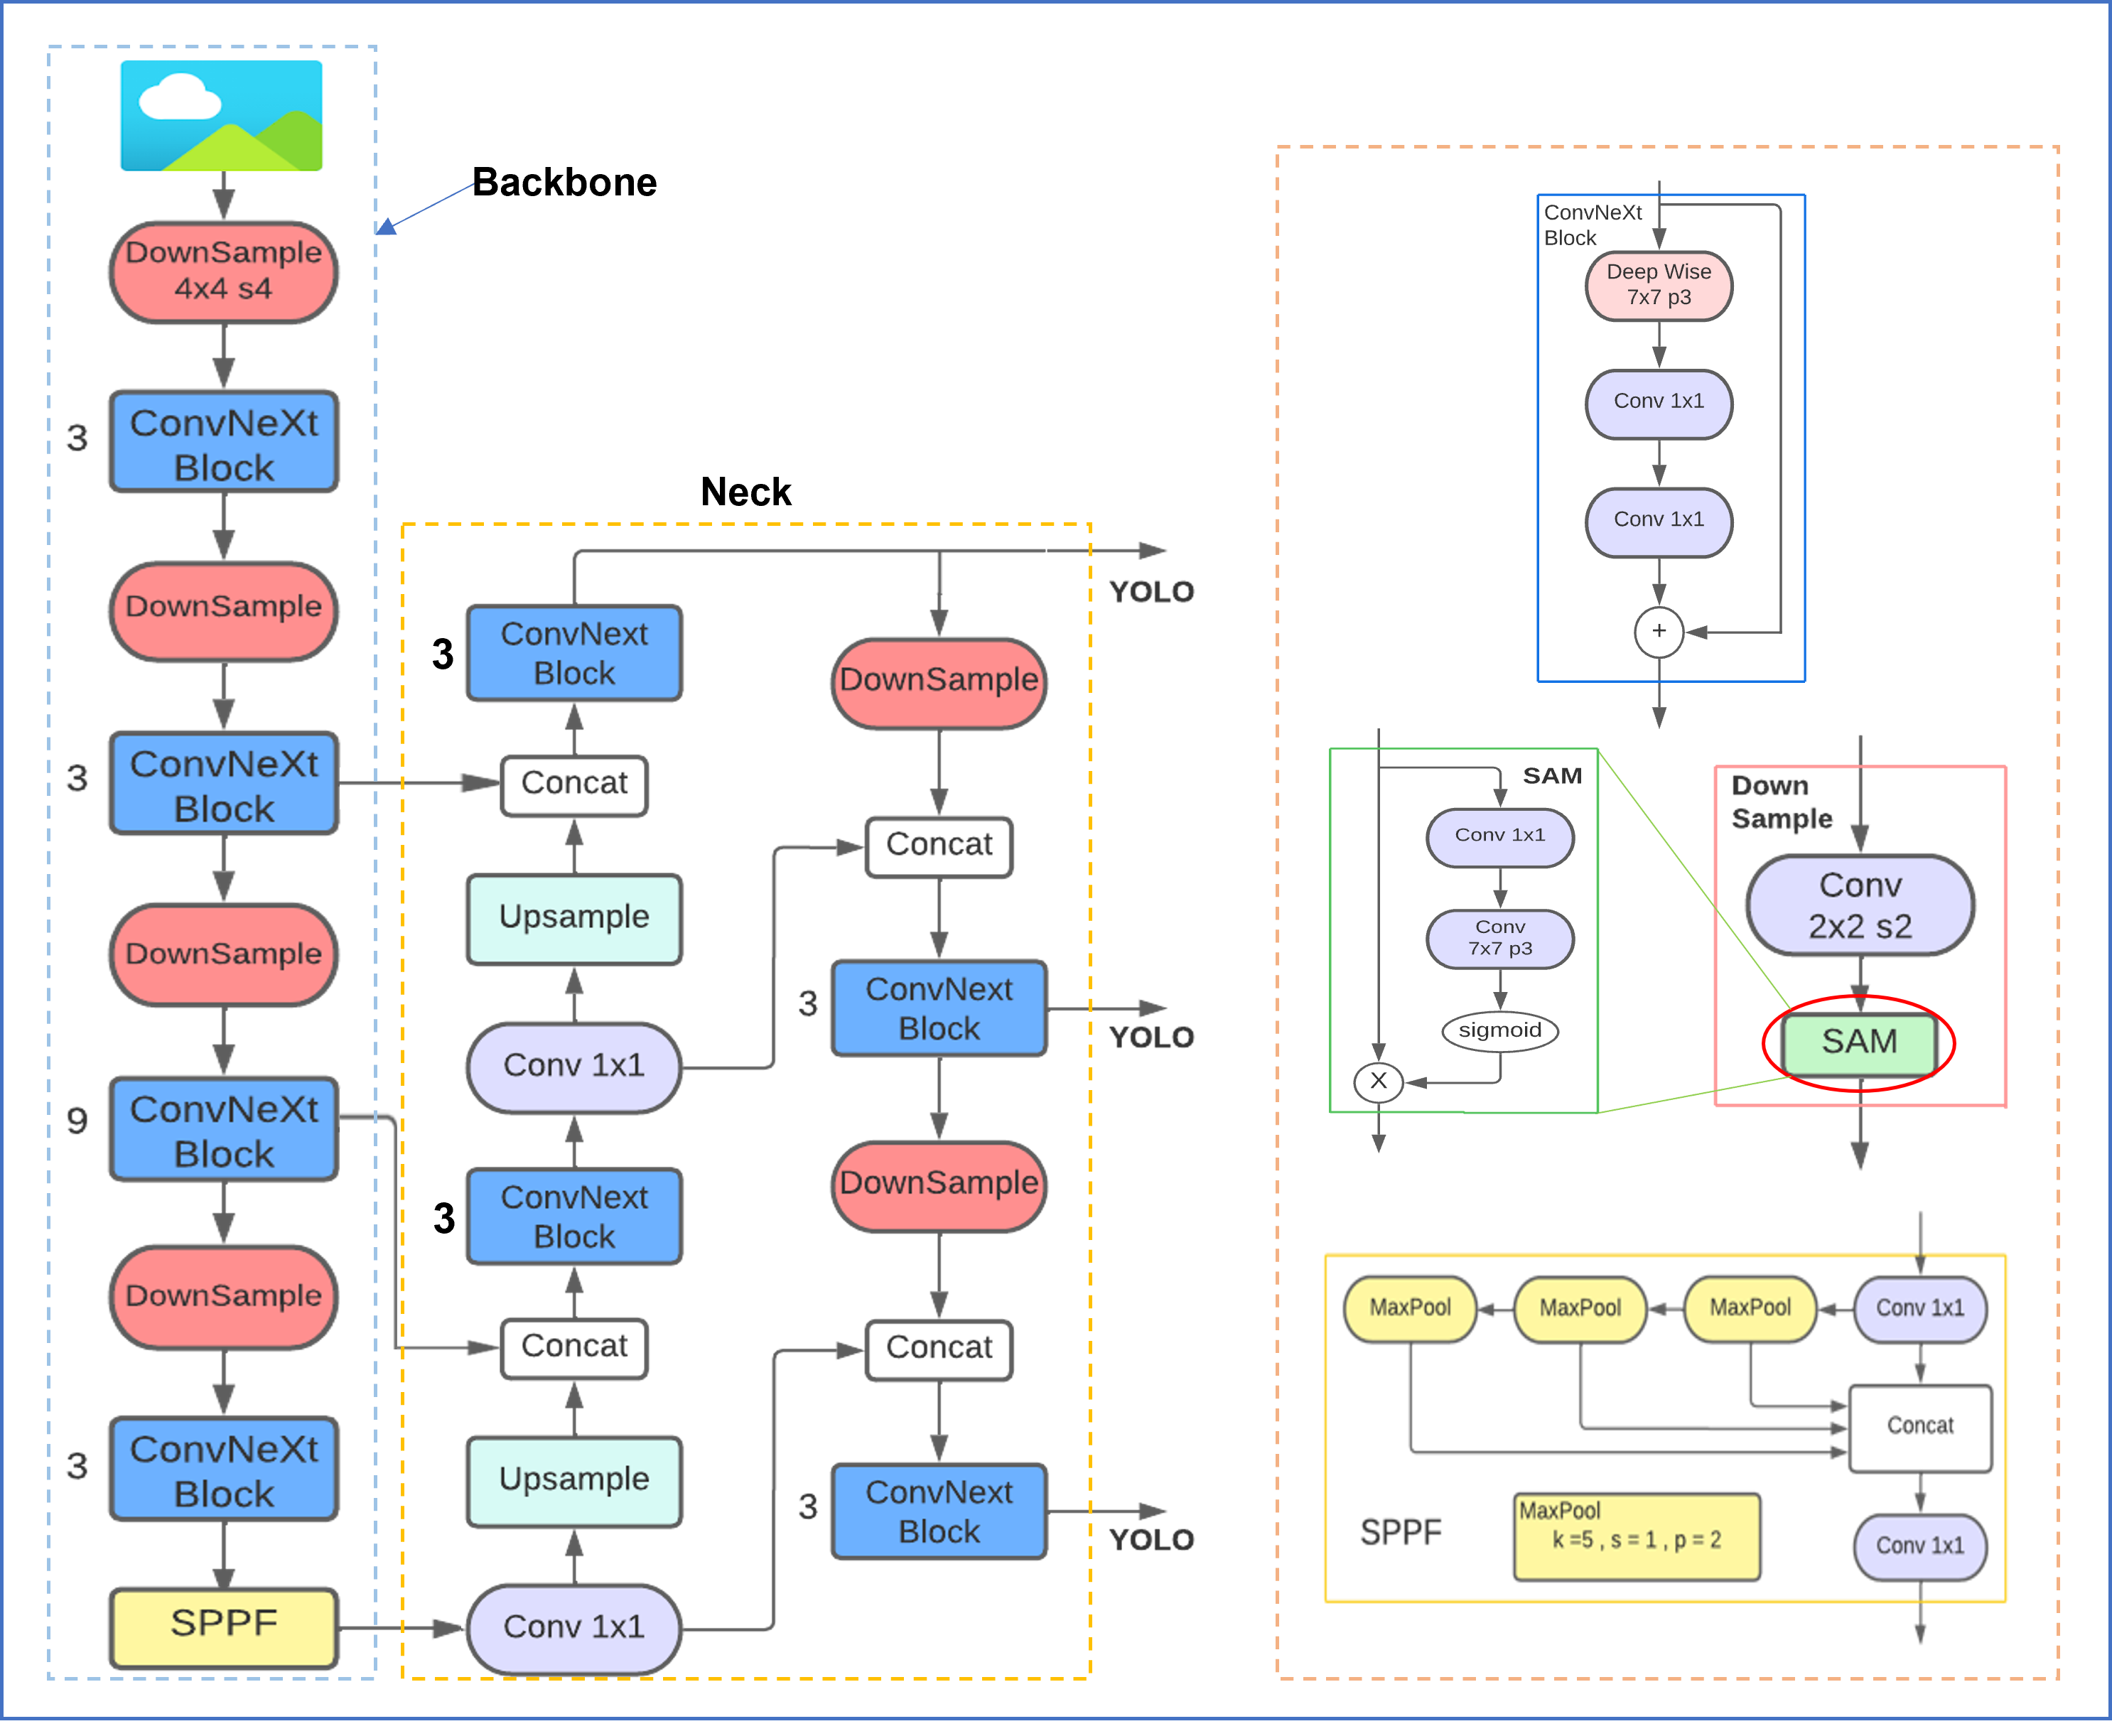 Backbone
DownSample
4x4 s4
3
ConvNeXt
Block
DownSample
3
ConvNeXt
Block
DownSample
9
ConvNeXt
Block
DownSample
3
ConvNeXt
Block
SPPF
Neck
3
ConvNext
Block
Concat
Upsample
Conv 1x1
3
ConvNext
Block
Concat
Upsample
Conv 1x1
YOLO
DownSample
Concat
3
ConvNext
Block
YOLO
DownSample
Concat
3
ConvNext
Block
YOLO
ConvNeXt
Block
Deep Wise
7x7 p3
Conv 1x1
Conv 1x1
+
SAM
Conv 1x1
Conv
7x7 p3
sigmoid
X
Down
Sample
Conv
2x2 s2
SAM
MaxPool
MaxPool
MaxPool
Conv 1x1
Concat
SPPF
MaxPool
k =5 , s = 1 , p = 2
Conv 1x1